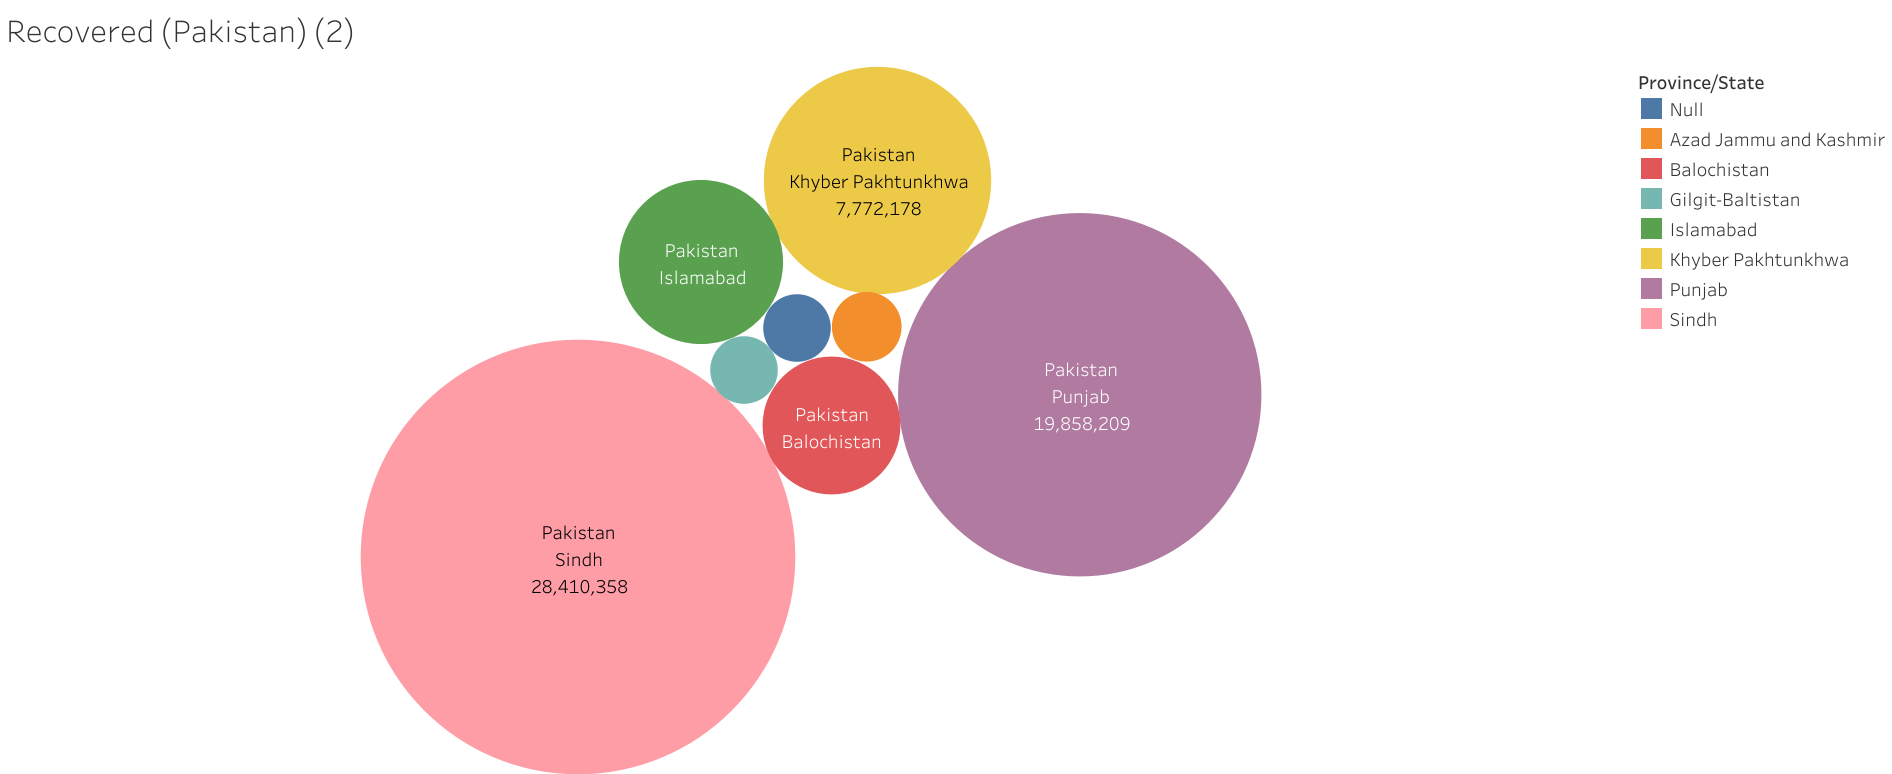 Recovered (Pakistan) (2)
Pakistan
Khyber Pakhtunkhwa
7,772,178
Pakistan
Islamabad
Pakistan
Punjab
19,858,209
Pakistan
Balochistan
Pakistan
Sindh
28,410,358
Province/State
Null
Azad Jammu and Kashmir
Balochistan
Gilgit-Baltistan
Islamabad
Khyber Pakhtunkhwa
Punjab
Sindh